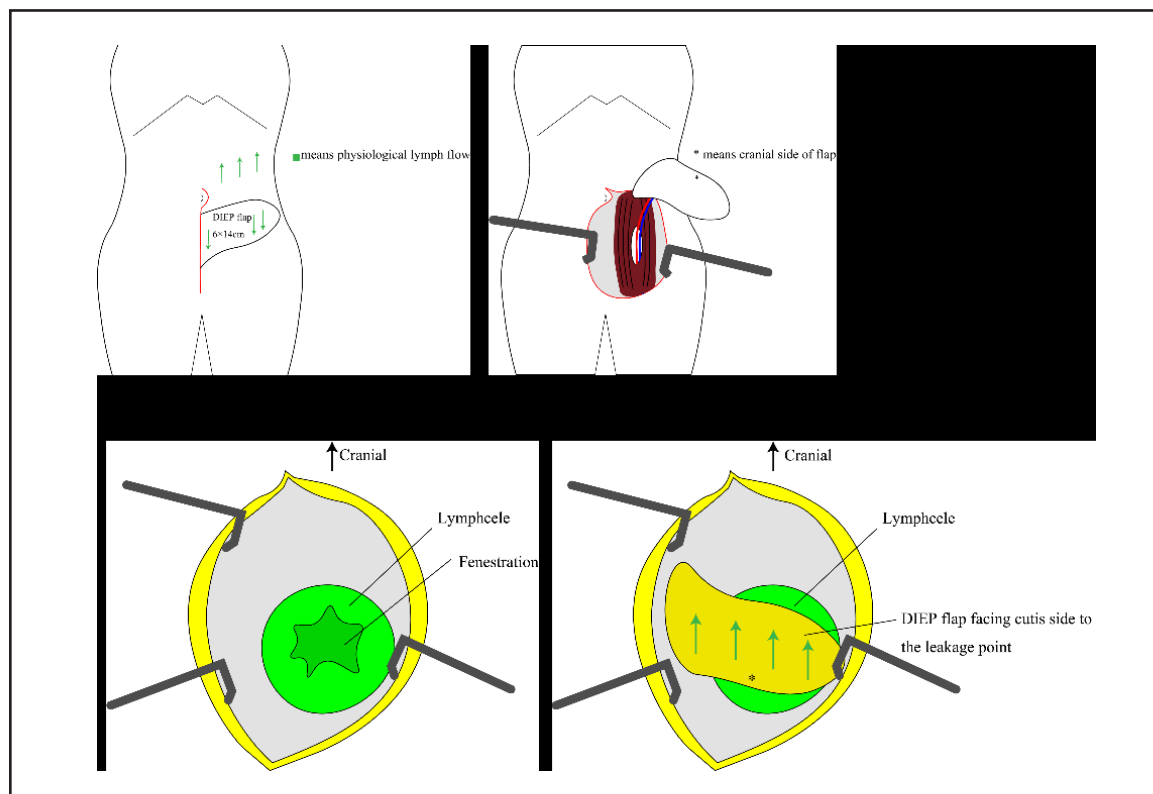 means physiological lymph flow
DIEP flap
6×14cm
* means cranial side of flap
*
Cranial
Lymphcele
Fenestration
Cranial
Lymphcele
DIEP flap facing cutis side to
the leakage point
*